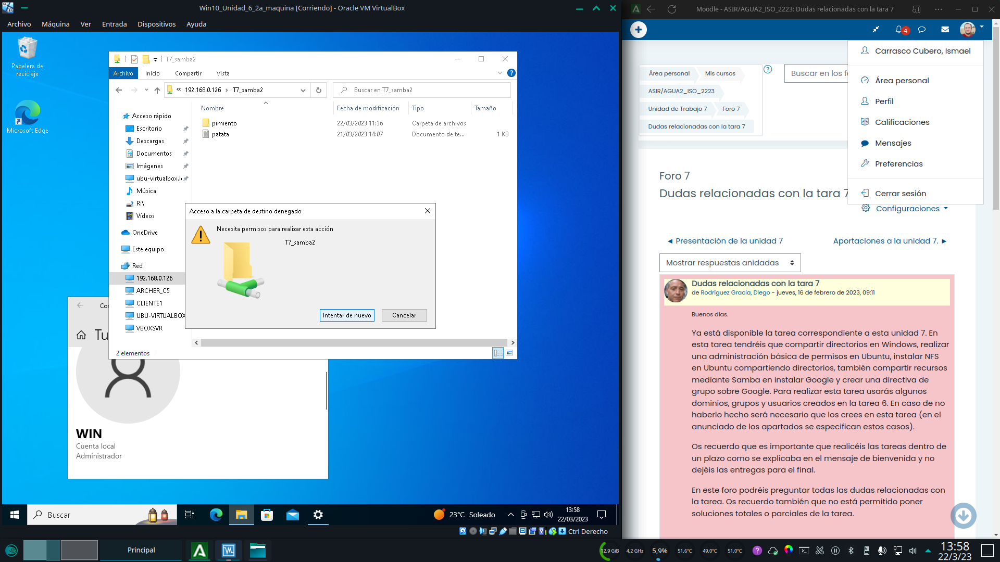 Win10_Unidad_6_2a_maquina [Corriendo] - Oracle VM VirtualBox
Archivo Máquina Ver Entrada Dispositivos Ayuda
Papelera de
reciclaje
Microsoft Edge
T7_samba2
Archivo Inicio Compartir Vista
192.168.0.126 › T7_samba2
Buscar en T7_samba2
Nombre Fecha de modificación Tipo Tamaño
pimiento 22/03/2023 11:36 Carpeta de archivos
patata 21/03/2023 14:07 Documento de te... 1 KB
Acceso rápido
Escritorio
Descargas
Documentos
Imágenes
ubu-virtualbox.l
Música
R:\
Vídeos
OneDrive
Este equipo
Red
192.168.0.126
ARCHER_C5
CLIENTE1
UBU-VIRTUALBOX
VBOXSVR
2 elementos
Acceso a la carpeta de destino denegado
Necesita permisos para realizar esta acción
T7_samba2
Intentar de nuevo
Cancelar
Co
Tu
WIN
Cuenta local
Administrador
Buscar
23°C Soleado
13:58
22/03/2023
Ctrl Derecho
Moodle - ASIR/AGUA2_ISO_2223: Dudas relacionadas con la tara 7
4
Área personal Mis cursos
ASIR/AGUA2_ISO_2223
Unidad de Trabajo 7 Foro 7
Dudas relacionadas con la tara 7
Buscar en los f
Carrasco Cubero, Ismael
Área personal
Perfil
Calificaciones
Mensajes
Preferencias
Cerrar sesión
Foro 7
Dudas relacionadas con la tara 7
Configuraciones
◄ Presentación de la unidad 7
Aportaciones a la unidad 7. ►
Mostrar respuestas anidadas
Dudas relacionadas con la tara 7
de Rodríguez Gracia, Diego - jueves, 16 de febrero de 2023, 09:11
Buenos días.
Ya está disponible la tarea correspondiente a esta unidad 7. En
esta tarea tendréis que compartir directorios en Windows, realizar
una administración básica de permisos en Ubuntu, instalar NFS
en Ubuntu compartiendo directorios, también compartir recursos
mediante Samba en instalar Google y crear una directiva de
grupo sobre Google. Para realizar esta tarea usarás algunos
dominios, grupos y usuarios creados en la tarea 6. En caso de no
haberlo hecho será necesario que los crees en esta tarea (en el
anunciado de los apartados se especifican estos casos).
Os recuerdo que es importante que realicéis las tareas dentro de
un plazo como se explicaba en el mensaje de bienvenida y no
dejéis las entregas para el final.
En este foro podréis preguntar todas las dudas relacionadas con
la tarea. Os recuerdo también que no está permitido poner
soluciones totales o parciales de la tarea.
Principal
12,9 GiB
4,2 GHz
5,9%
51,6°C
49,0°C
51,0°C
13:58
22/3/23